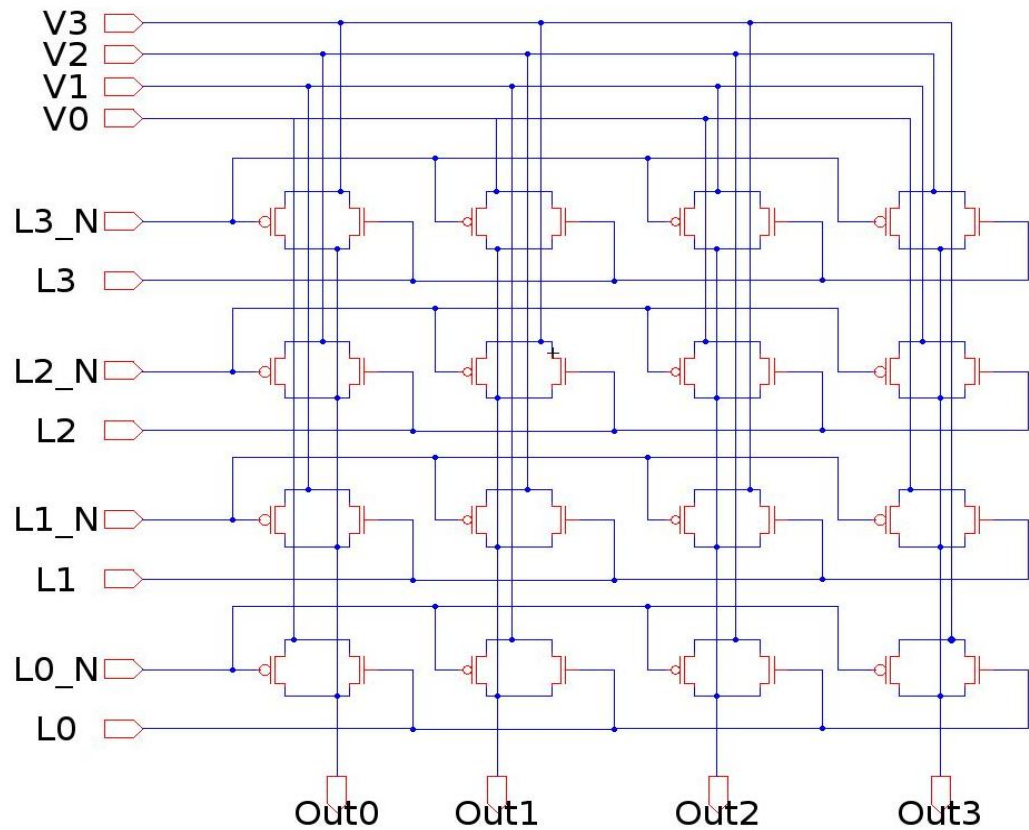 V3
V2
V1
V0
L3_N
L3
L2_N
L2
L1_N
L1
L0_N
L0
Out0 Out1 Out2 Out3